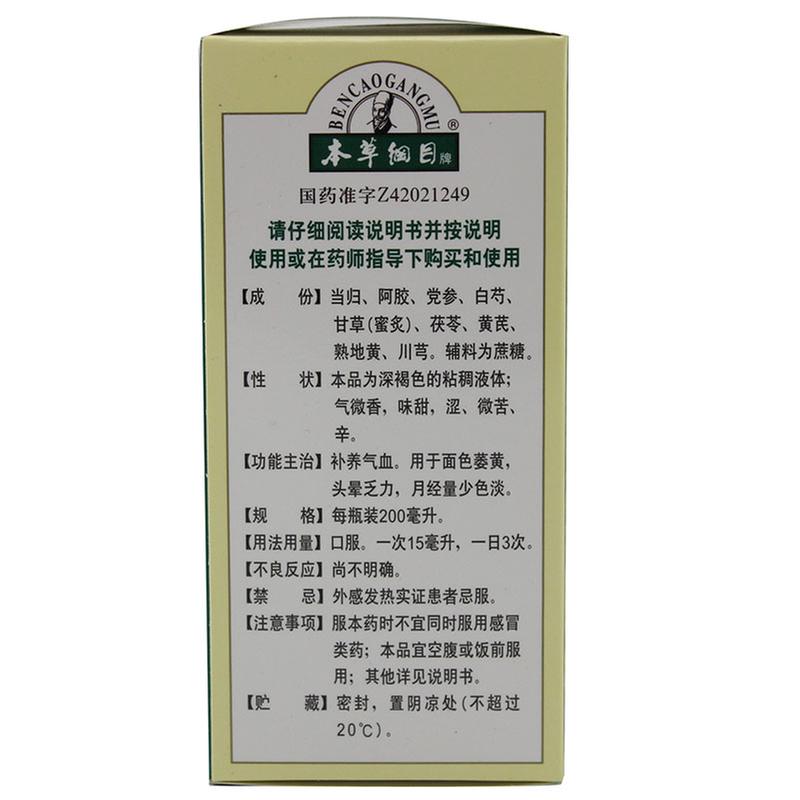 BENCAOGANGMU
®
本草纲目牌
国药准字Z42021249
请仔细阅读说明书并按说明
使用或在药师指导下购买和使用
【成　　份】当归、阿胶、党参、白芍、
甘草(蜜炙)、茯苓、黄芪、
熟地黄、川芎。辅料为蔗糖。
【性　　状】本品为深褐色的粘稠液体；
气微香，味甜，涩、微苦、
辛。
【功能主治】补养气血。用于面色萎黄，
头晕乏力，月经量少色淡。
【规　　格】每瓶装200毫升。
【用法用量】口服。一次15毫升，一日3次。
【不良反应】尚不明确。
【禁　　忌】外感发热实证患者忌服。
【注意事项】服本药时不宜同时服用感冒
类药；本品宜空腹或饭前服
用；其他详见说明书。
【贮　　藏】密封，置阴凉处(不超过
20℃)。